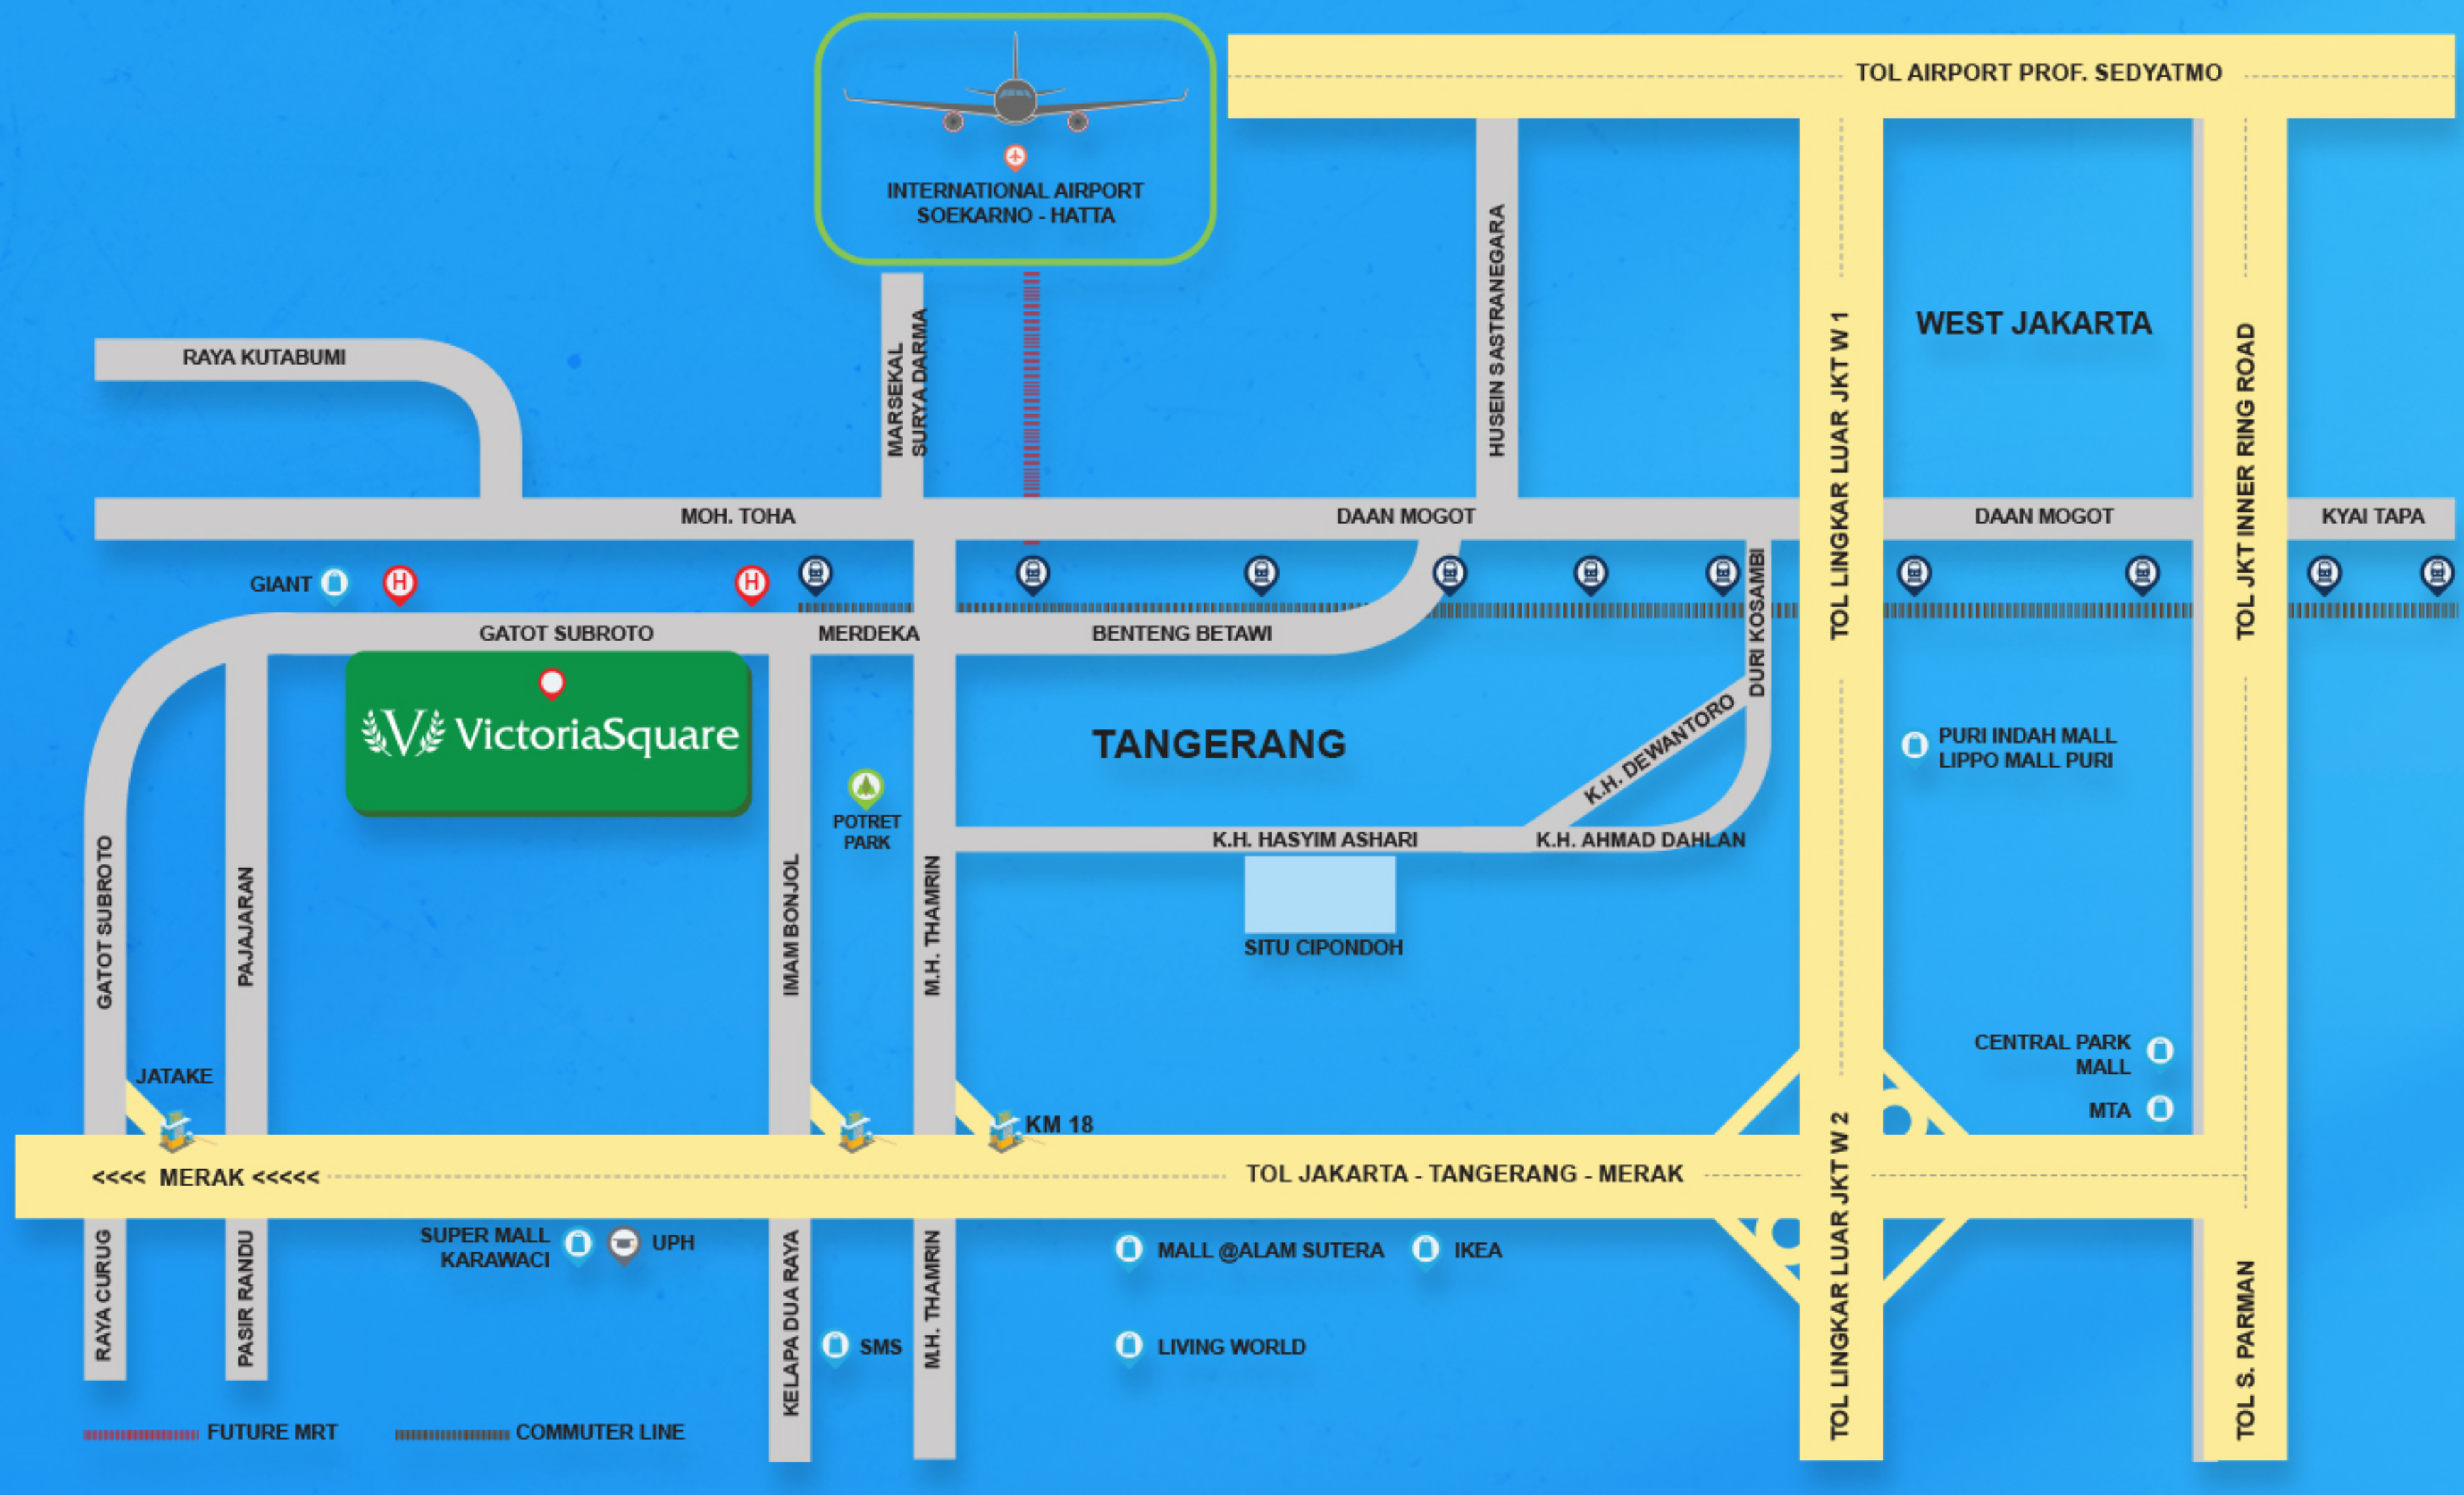 TOL AIRPORT PROF. SEDYATMO
INTERNATIONAL AIRPORT
SOEKARNO - HATTA
HUSEIN SASTRANEGARA
WEST JAKARTA
TOL LINGKAR LUAR JKT W 1
TOL JKT INNER RING ROAD
RAYA KUTABUMI
MARSEKAL
SURYA DARMA
MOH. TOHA
DAAN MOGOT
DAAN MOGOT
KYAI TAPA
GIANT
H
H
GATOT SUBROTO
MERDEKA
BENTENG BETAWI
DURI KOSAMBI
VictoriaSquare
TANGERANG
K.H. DEWANTORO
PURI INDAH MALL
LIPPO MALL PURI
POTRET
PARK
K.H. HASYIM ASHARI
K.H. AHMAD DAHLAN
GATOT SUBROTO
PAJAJARAN
IMAM BONJOL
M.H. THAMRIN
SITU CIPONDOH
CENTRAL PARK
MALL
MTA
JATAKE
KM 18
<<<< MERAK <<<<<
TOL JAKARTA - TANGERANG - MERAK
TOL LINGKAR LUAR JKT W 2
RAYA CURUG
PASIR RANDU
SUPER MALL
KARAWACI
UPH
KELAPA DUA RAYA
M.H. THAMRIN
MALL @ALAM SUTERA
IKEA
SMS
LIVING WORLD
TOL S. PARMAN
FUTURE MRT
COMMUTER LINE